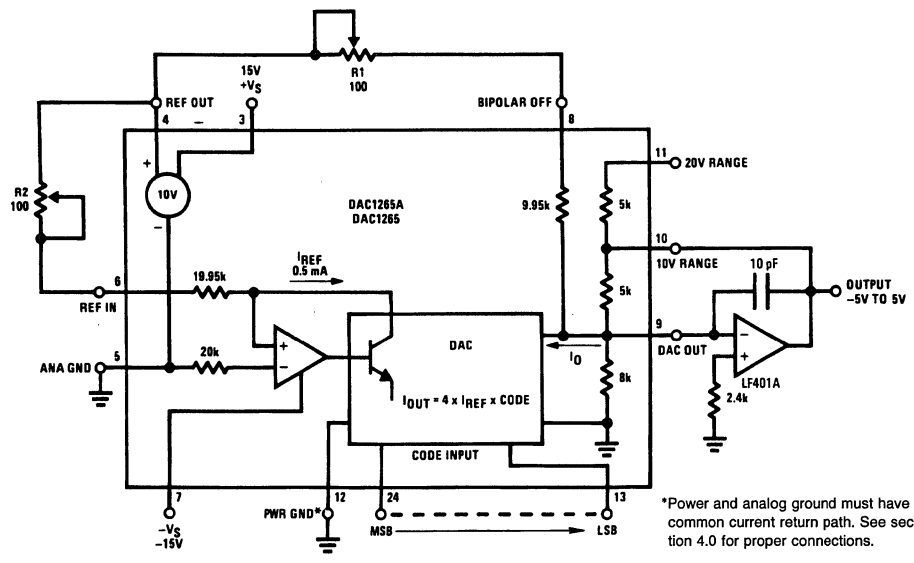 R1
100
15V
+VS
REF OUT
4
–
3
BIPOLAR OFF
8
11
20V RANGE
+
10V
–
R2
100
DAC1265A
DAC1265
9.95k
5k
10
10V RANGE
10 pF
6
REF IN
19.95k
IREF
0.5 mA
5k
OUTPUT
–5V TO 5V
DAC
9
DAC OUT
IO
–
+
LF401A
ANA GND
5
20k
+
–
8k
2.4k
IOUT = 4 x IREF x CODE
CODE INPUT
7
–VS
–15V
12
PWR GND*
24
MSB
13
LSB
*Power and analog ground must have
common current return path. See sec
tion 4.0 for proper connections.